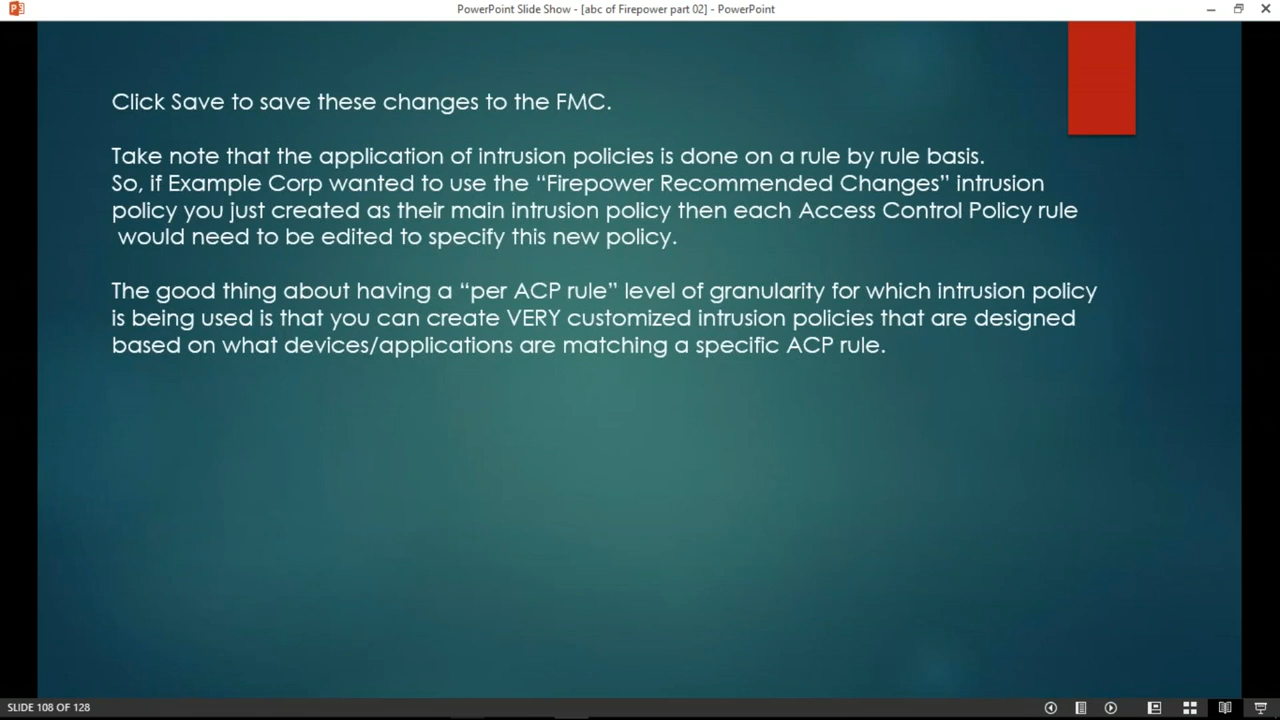 PowerPoint Slide Show - [abc of Firepower part 02] - PowerPoint
Click Save to save these changes to the FMC.
Take note that the application of intrusion policies is done on a rule by rule basis.
So, if Example Corp wanted to use the “Firepower Recommended Changes” intrusion
policy you just created as their main intrusion policy then each Access Control Policy rule
would need to be edited to specify this new policy.
The good thing about having a “per ACP rule” level of granularity for which intrusion policy
is being used is that you can create VERY customized intrusion policies that are designed
based on what devices/applications are matching a specific ACP rule.
SLIDE 108 OF 128